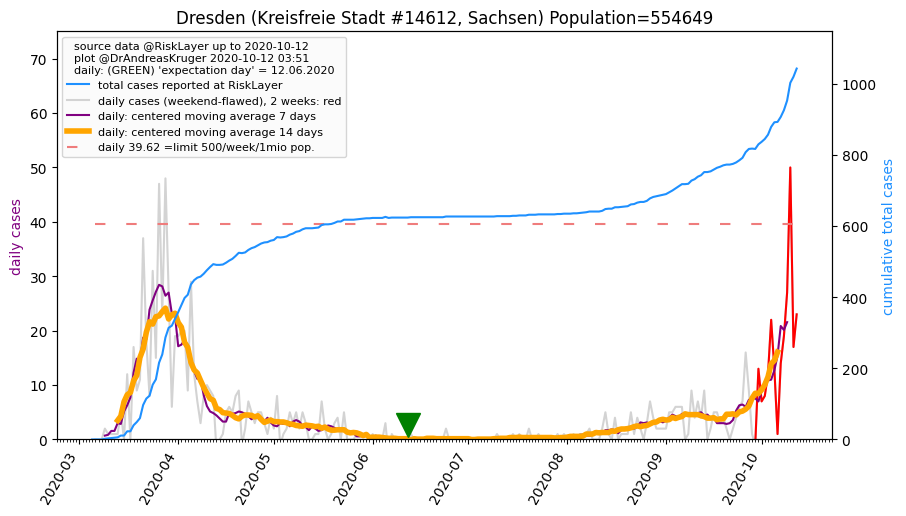 Dresden (Kreisfreie Stadt #14612, Sachsen) Population=554649
source data @RiskLayer up to 2020-10-12
plot @DrAndreasKruger 2020-10-12 03:51
daily: (GREEN) 'expectation day' = 12.06.2020
total cases reported at RiskLayer
daily cases (weekend-flawed), 2 weeks: red
daily: centered moving average 7 days
daily: centered moving average 14 days
daily 39.62 =limit 500/week/1mio pop.
daily cases
70
60
50
40
30
20
10
0
cumulative total cases
1000
800
600
400
200
0
2020-03
2020-04
2020-05
2020-06
2020-07
2020-08
2020-09
2020-10